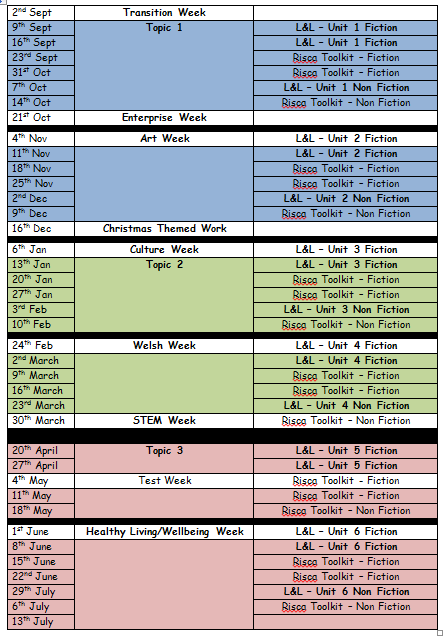 2nd Sept Transition Week
9th Sept Topic 1 L&L – Unit 1 Fiction
16th Sept L&L – Unit 1 Fiction
23rd Sept Risca Toolkit - Fiction
31st Oct Risca Toolkit - Fiction
7th Oct L&L – Unit 1 Non Fiction
14th Oct Risca Toolkit – Non Fiction
21st Oct Enterprise Week
4th Nov Art Week L&L – Unit 2 Fiction
11th Nov L&L – Unit 2 Fiction
18th Nov Risca Toolkit - Fiction
25th Nov Risca Toolkit - Fiction
2nd Dec L&L – Unit 2 Non Fiction
9th Dec Risca Toolkit – Non Fiction
16th Dec Christmas Themed Work
6th Jan Culture Week L&L – Unit 3 Fiction
13th Jan Topic 2 L&L – Unit 3 Fiction
20th Jan Risca Toolkit - Fiction
27th Jan Risca Toolkit - Fiction
3rd Feb L&L – Unit 3 Non Fiction
10th Feb Risca Toolkit – Non Fiction
24th Feb Welsh Week L&L – Unit 4 Fiction
2nd March L&L – Unit 4 Fiction
9th March Risca Toolkit - Fiction
16th March Risca Toolkit - Fiction
23rd March L&L – Unit 4 Non Fiction
30th March STEM Week Risca Toolkit – Non Fiction
20th April Topic 3 L&L – Unit 5 Fiction
27th April L&L – Unit 5 Fiction
4th May Test Week Risca Toolkit - Fiction
11th May Risca Toolkit - Fiction
18th May Risca Toolkit – Non Fiction
1st June Healthy Living/Wellbeing Week L&L – Unit 6 Fiction
8th June L&L – Unit 6 Fiction
15th June Risca Toolkit - Fiction
22nd June Risca Toolkit - Fiction
29th July L&L – Unit 6 Non Fiction
6th July Risca Toolkit – Non Fiction
13th July